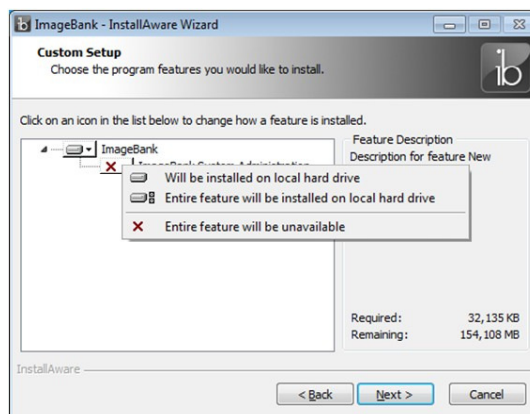 ImageBank - InstallAware Wizard
Custom Setup
Choose the program features you would like to install.
ib
Click on an icon in the list below to change how a feature is installed.
ImageBank
Feature Description
Description for feature New
Will be installed on local hard drive
Entire feature will be installed on local hard drive
Entire feature will be unavailable
Required: 32,135 KB
Remaining: 154,108 MB
InstallAware
< Back Next > Cancel